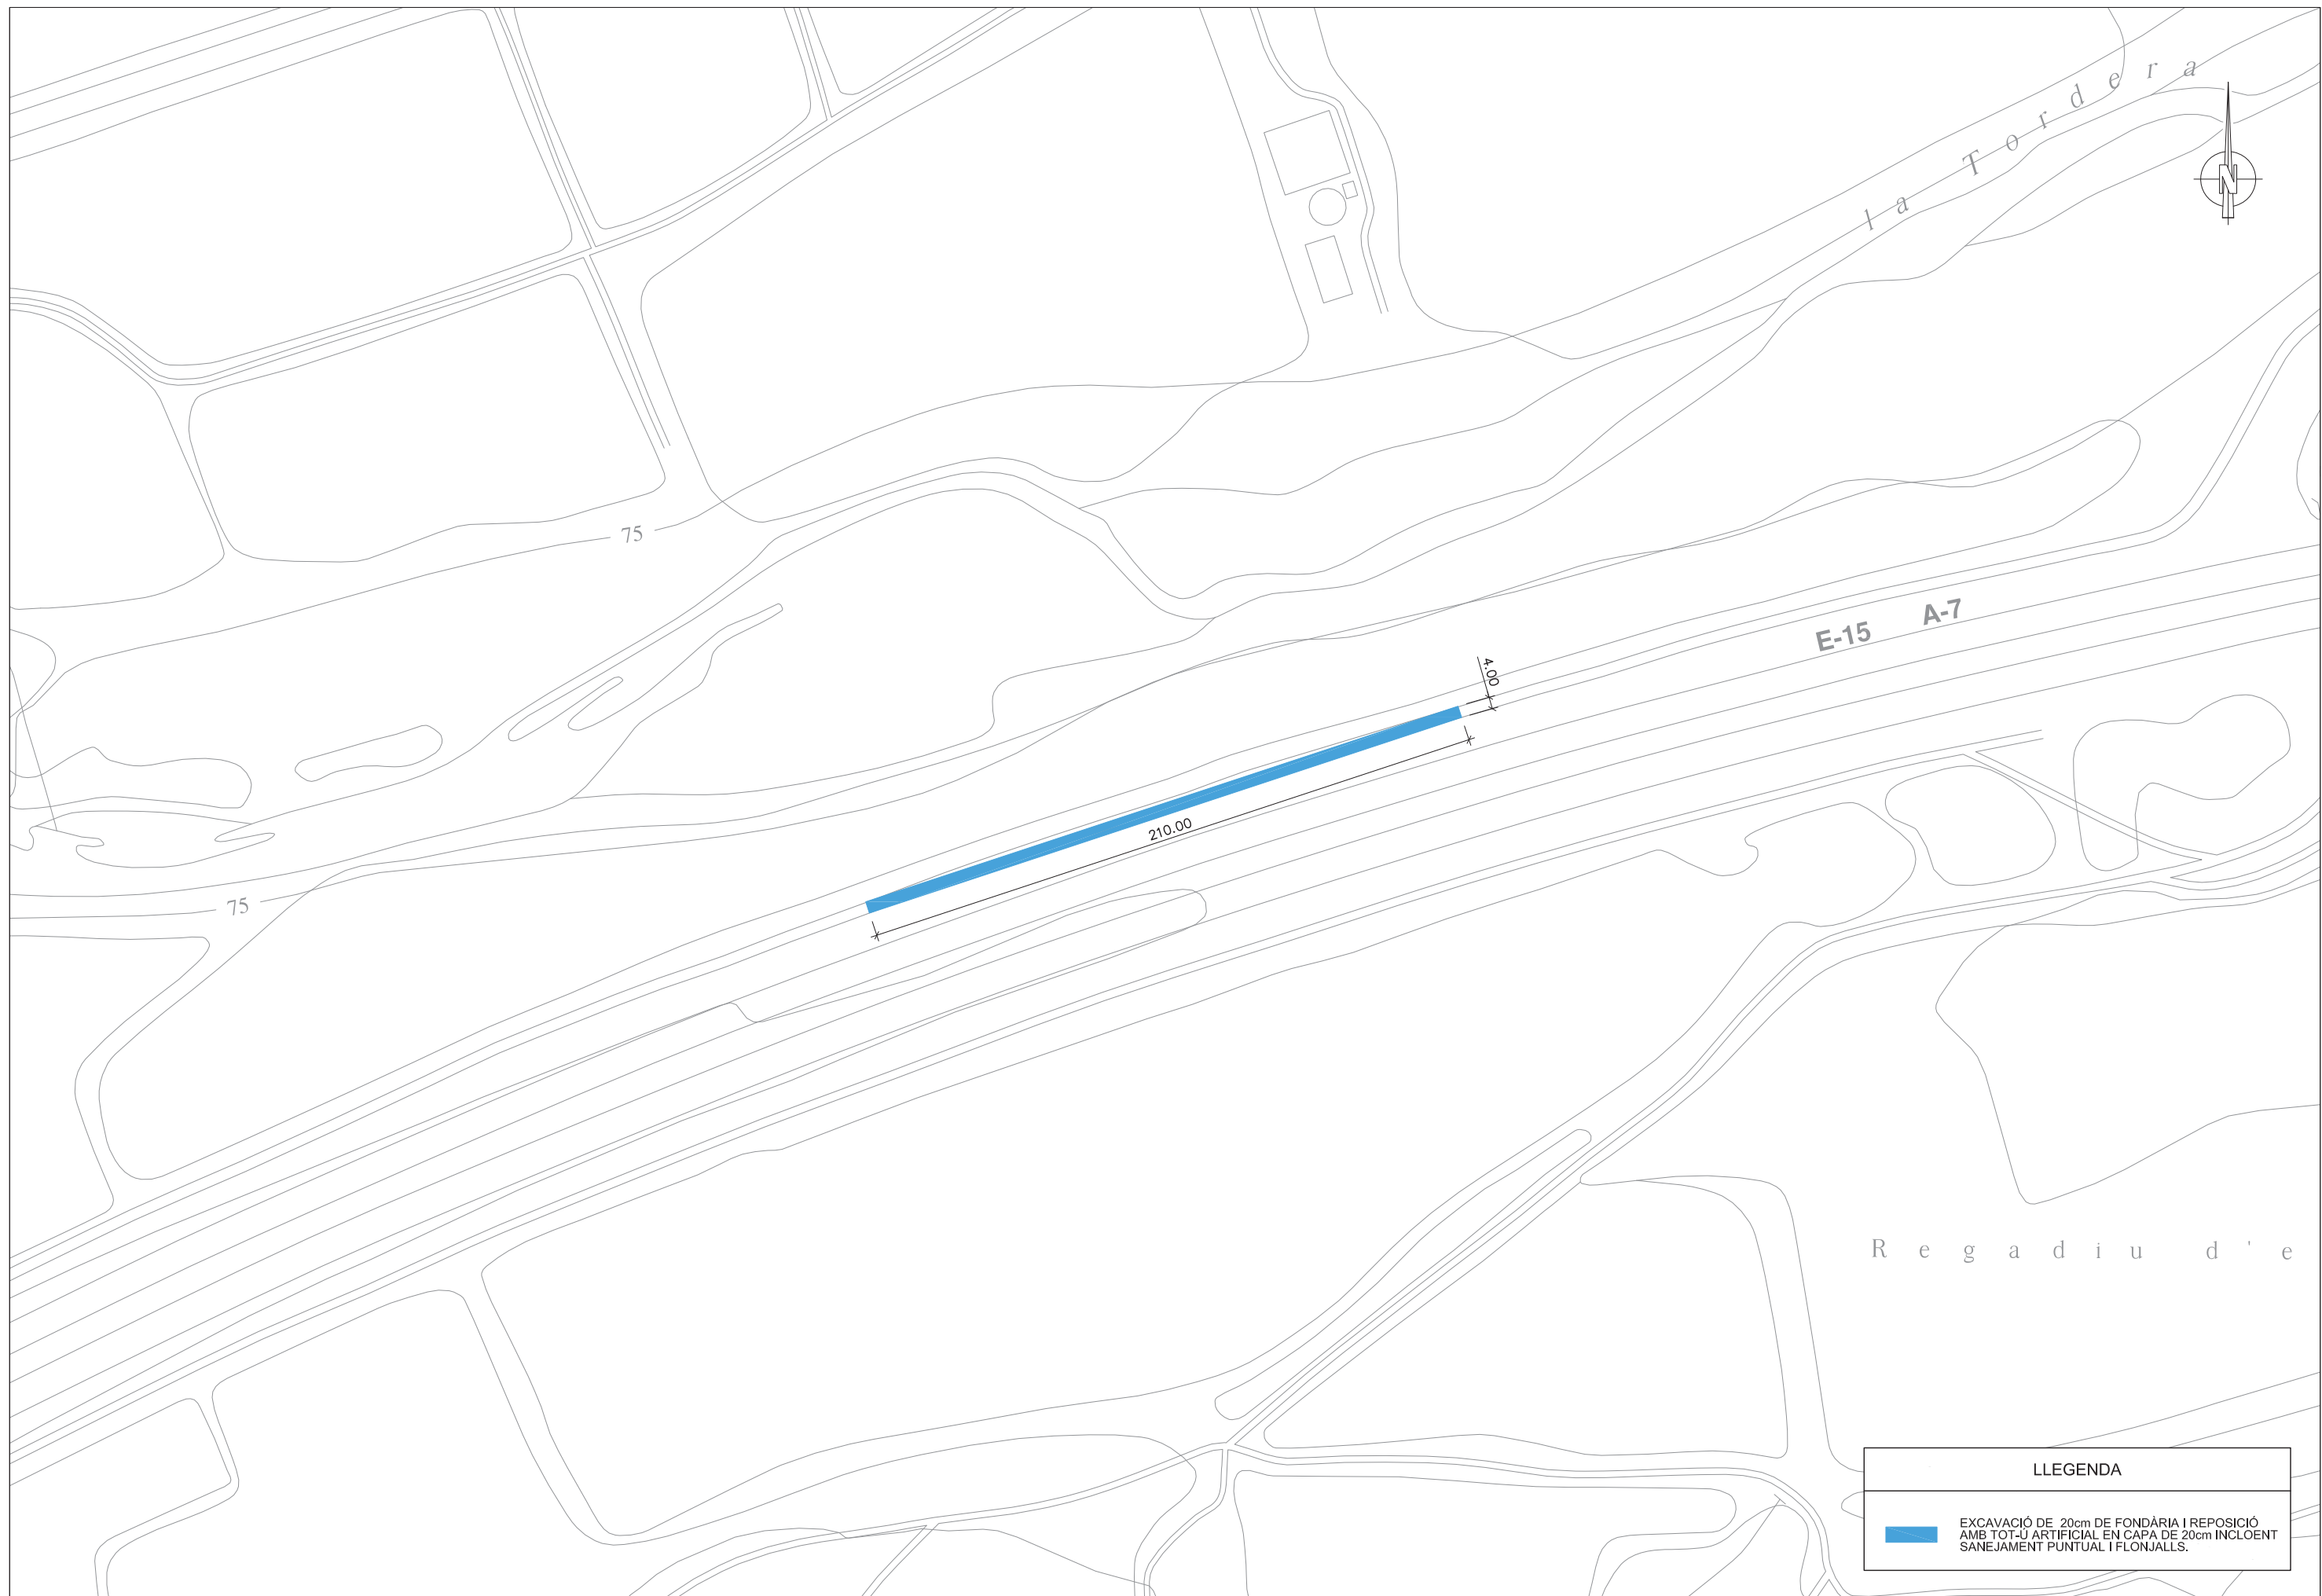 la Tordera
N
75
E-15 A-7
4.00
210.00
75
Regadiu d'e
LLEGENDA
EXCAVACIÓ DE 20cm DE FONDÀRIA I REPOSICIÓ
AMB TOT-Ú ARTIFICIAL EN CAPA DE 20cm INCLOENT
SANEJAMENT PUNTUAL I FLONJALLS.